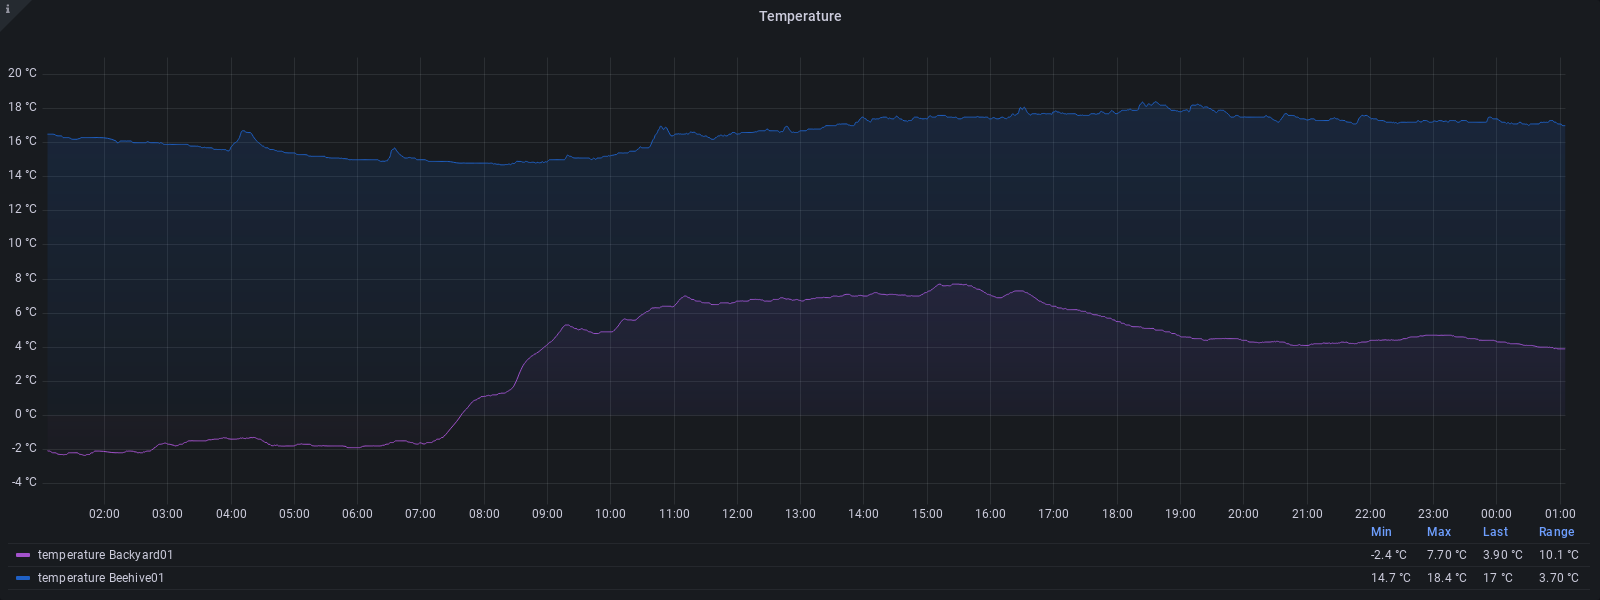 i
Temperature
20 °C
18 °C
16 °C
14 °C
12 °C
10 °C
8 °C
6 °C
4 °C
2 °C
0 °C
-2 °C
-4 °C
02:00 03:00 04:00 05:00 06:00 07:00 08:00 09:00 10:00 11:00 12:00 13:00 14:00 15:00 16:00 17:00 18:00 19:00 20:00 21:00 22:00 23:00 00:00 01:00
Min Max Last Range
temperature Backyard01 -2.4 °C 7.70 °C 3.90 °C 10.1 °C
temperature Beehive01 14.7 °C 18.4 °C 17 °C 3.70 °C